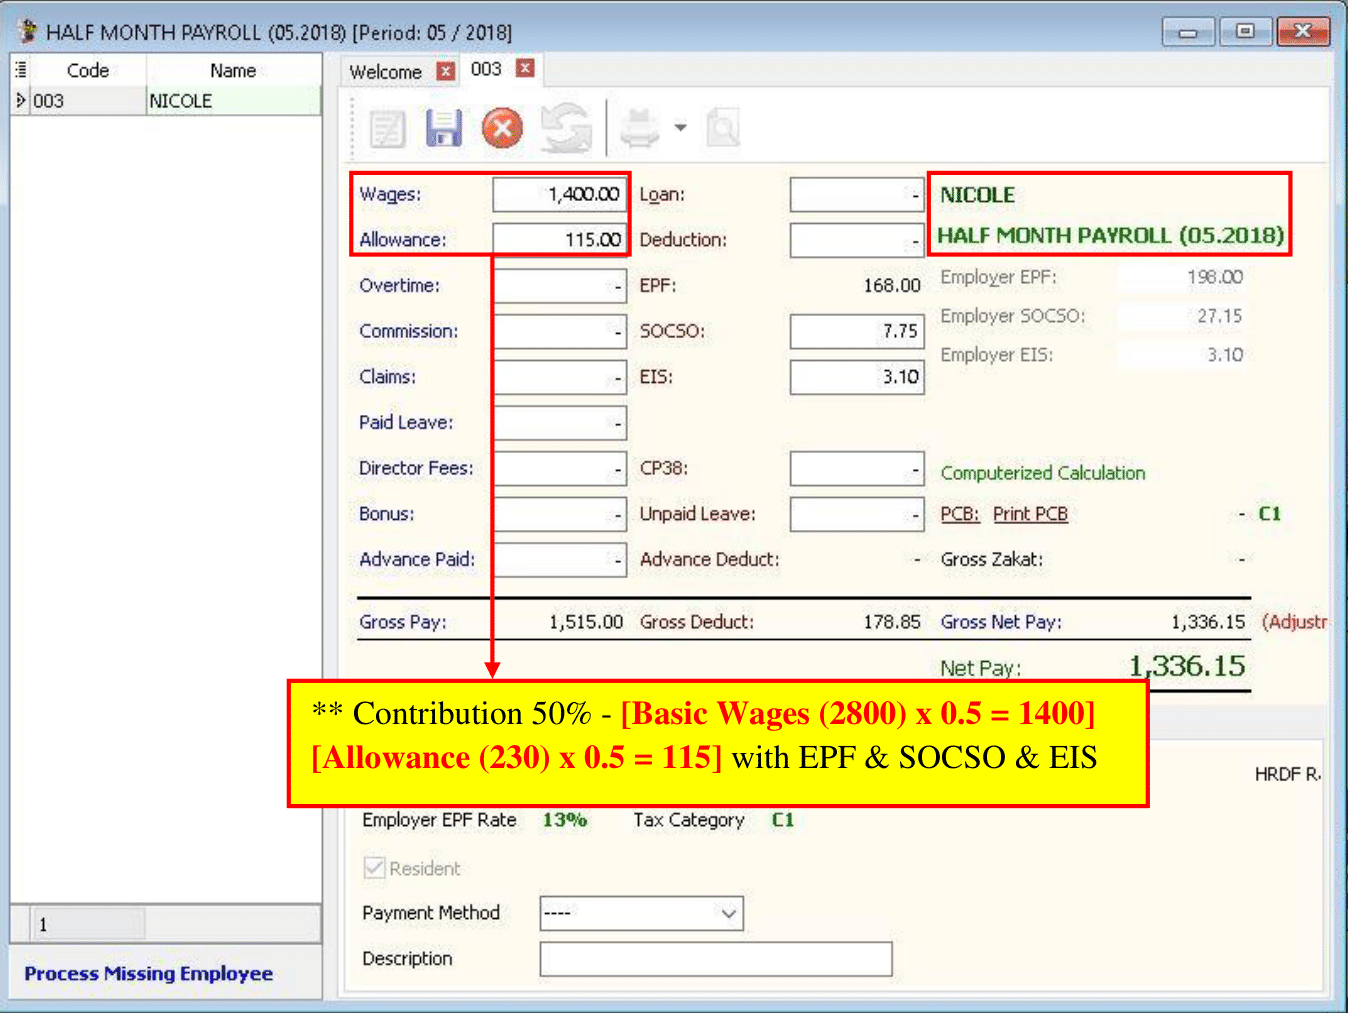 HALF MONTH PAYROLL (05.2018) [Period: 05 / 2018]
Code Name
003 NICOLE
Welcome 003
Wages: 1,400.00 Loan: - NICOLE
Allowance: 115.00 Deduction: - HALF MONTH PAYROLL (05.2018)
Overtime: - EPF: 168.00 Employer EPF: 198.00
Commission: - SOCSO: 7.75 Employer SOCSO: 27.15
Claims: - EIS: 3.10 Employer EIS: 3.10
Paid Leave: -
Director Fees: - CP38: - Computerized Calculation
Bonus: - Unpaid Leave: - PCB: Print PCB - C1
Advance Paid: - Advance Deduct: - Gross Zakat: -
Gross Pay: 1,515.00 Gross Deduct: 178.85 Gross Net Pay: 1,336.15 (Adjustr
Net Pay: 1,336.15
** Contribution 50% - [Basic Wages (2800) x 0.5 = 1400]
[Allowance (230) x 0.5 = 115] with EPF & SOCSO & EIS
HRDF R.
Employer EPF Rate 13% Tax Category C1
Resident
Payment Method ----
Description
1
Process Missing Employee